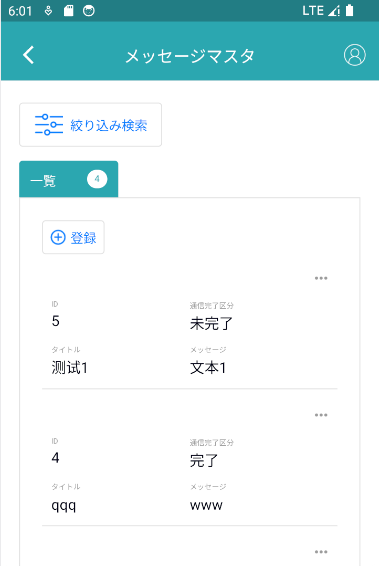 6:01 LTE
メッセージマスタ
絞り込み検索
一覧 4
登録
ID 通信完了区分
5 未完了
タイトル メッセージ
测试1 文本1
ID 通信完了区分
4 完了
タイトル メッセージ
qqq www